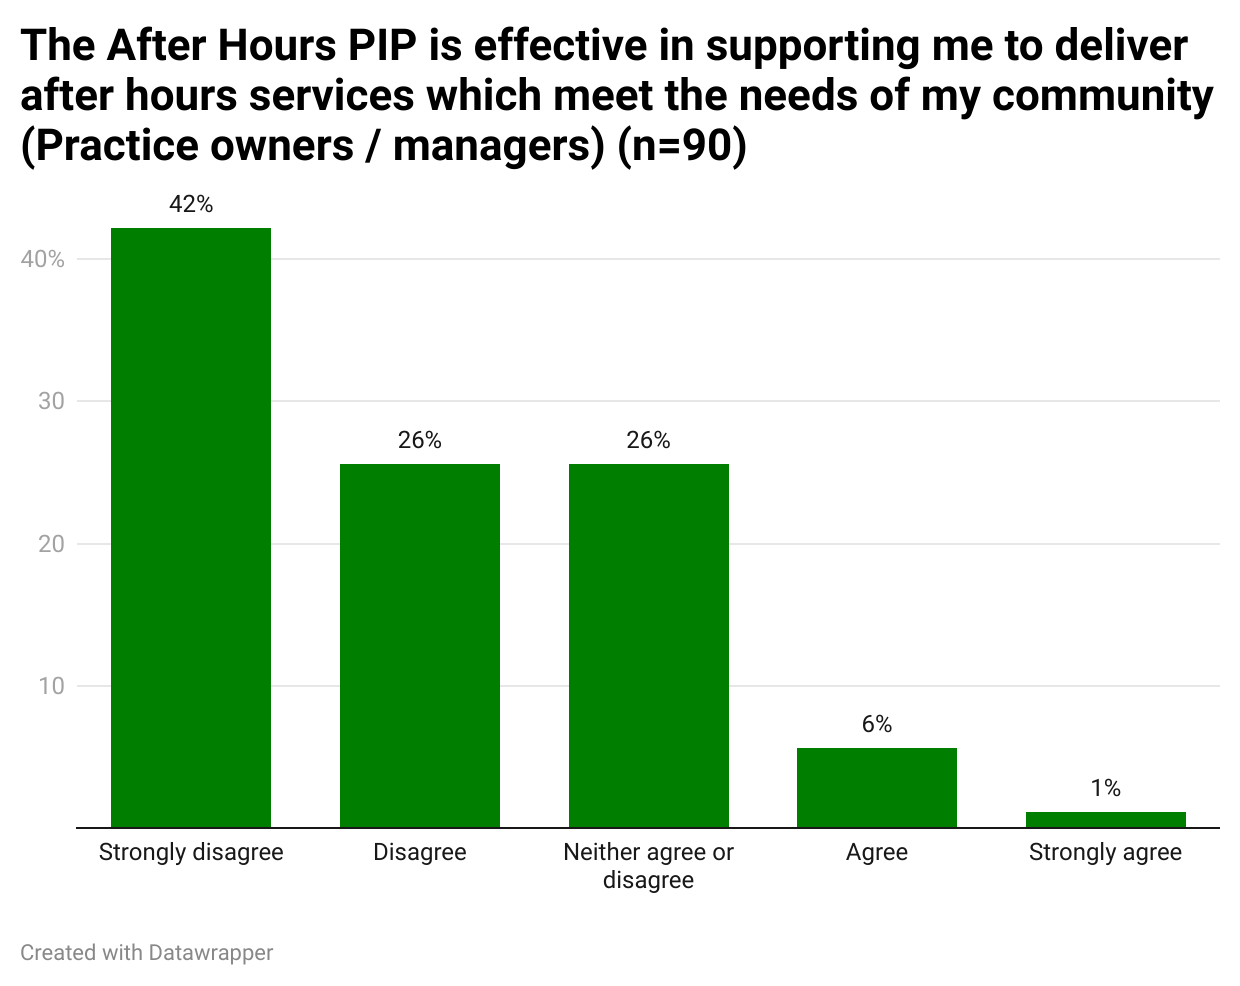 The After Hours PIP is effective in supporting me to deliver
after hours services which meet the needs of my community
(Practice owners / managers) (n=90)
42%
40%
30
26%
26%
20
10
6%
1%
Strongly disagree
Disagree
Neither agree or
disagree
Agree
Strongly agree
Created with Datawrapper